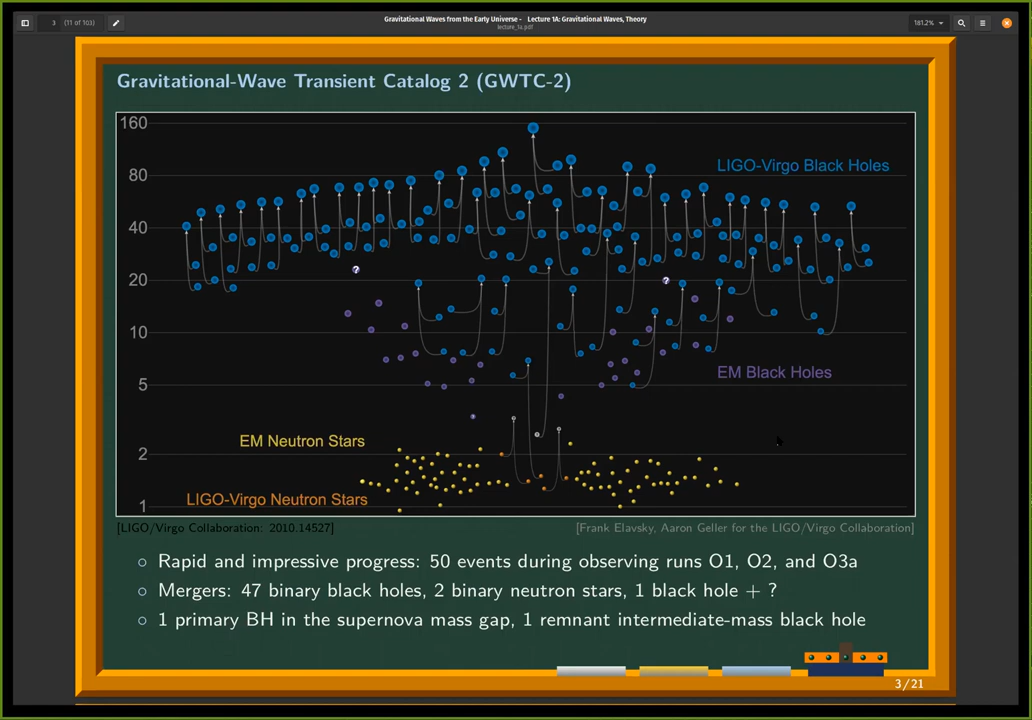 Gravitational Waves from the Early Universe - Lecture 1A: Gravitational Waves, Theory
lecture_1a.pdf
3 (11 of 103)
181.2%
Gravitational-Wave Transient Catalog 2 (GWTC-2)
160
LIGO-Virgo Black Holes
80
40
20
10
EM Black Holes
5
EM Neutron Stars
2
LIGO-Virgo Neutron Stars
1
[LIGO/Virgo Collaboration: 2010.14527] [Frank Elavsky, Aaron Geller for the LIGO/Virgo Collaboration]
Rapid and impressive progress: 50 events during observing runs O1, O2, and O3a
Mergers: 47 binary black holes, 2 binary neutron stars, 1 black hole + ?
1 primary BH in the supernova mass gap, 1 remnant intermediate-mass black hole
3/21